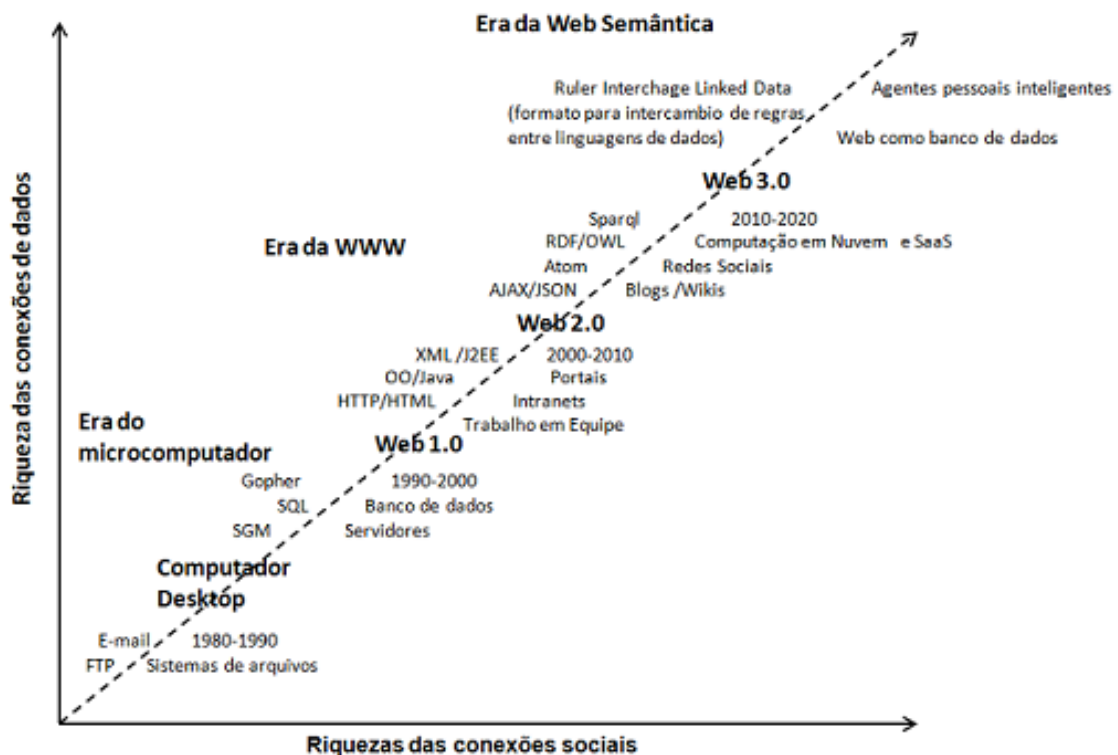 Era da Web Semântica
Ruler Interchage Linked Data
(formato para intercambio de regras
entre linguagens de dados)
Agentes pessoais inteligentes
Web como banco de dados
Web 3.0
Era da WWW
Sparql 2010-2020
RDF/OWL Computação em Nuvem e SaaS
Atom Redes Sociais
AJAX/JSON Blogs /Wikis
Web 2.0
XML /J2EE 2000-2010
OO/Java Portais
HTTP/HTML Intranets
Trabalho em Equipe
Era do
microcomputador
Web 1.0
Gopher 1990-2000
SQL Banco de dados
SGM Servidores
Computador
Desktóp
E-mail 1980-1990
FTP Sistemas de arquivos
Riqueza das conexões de dados
Riquezas das conexões sociais